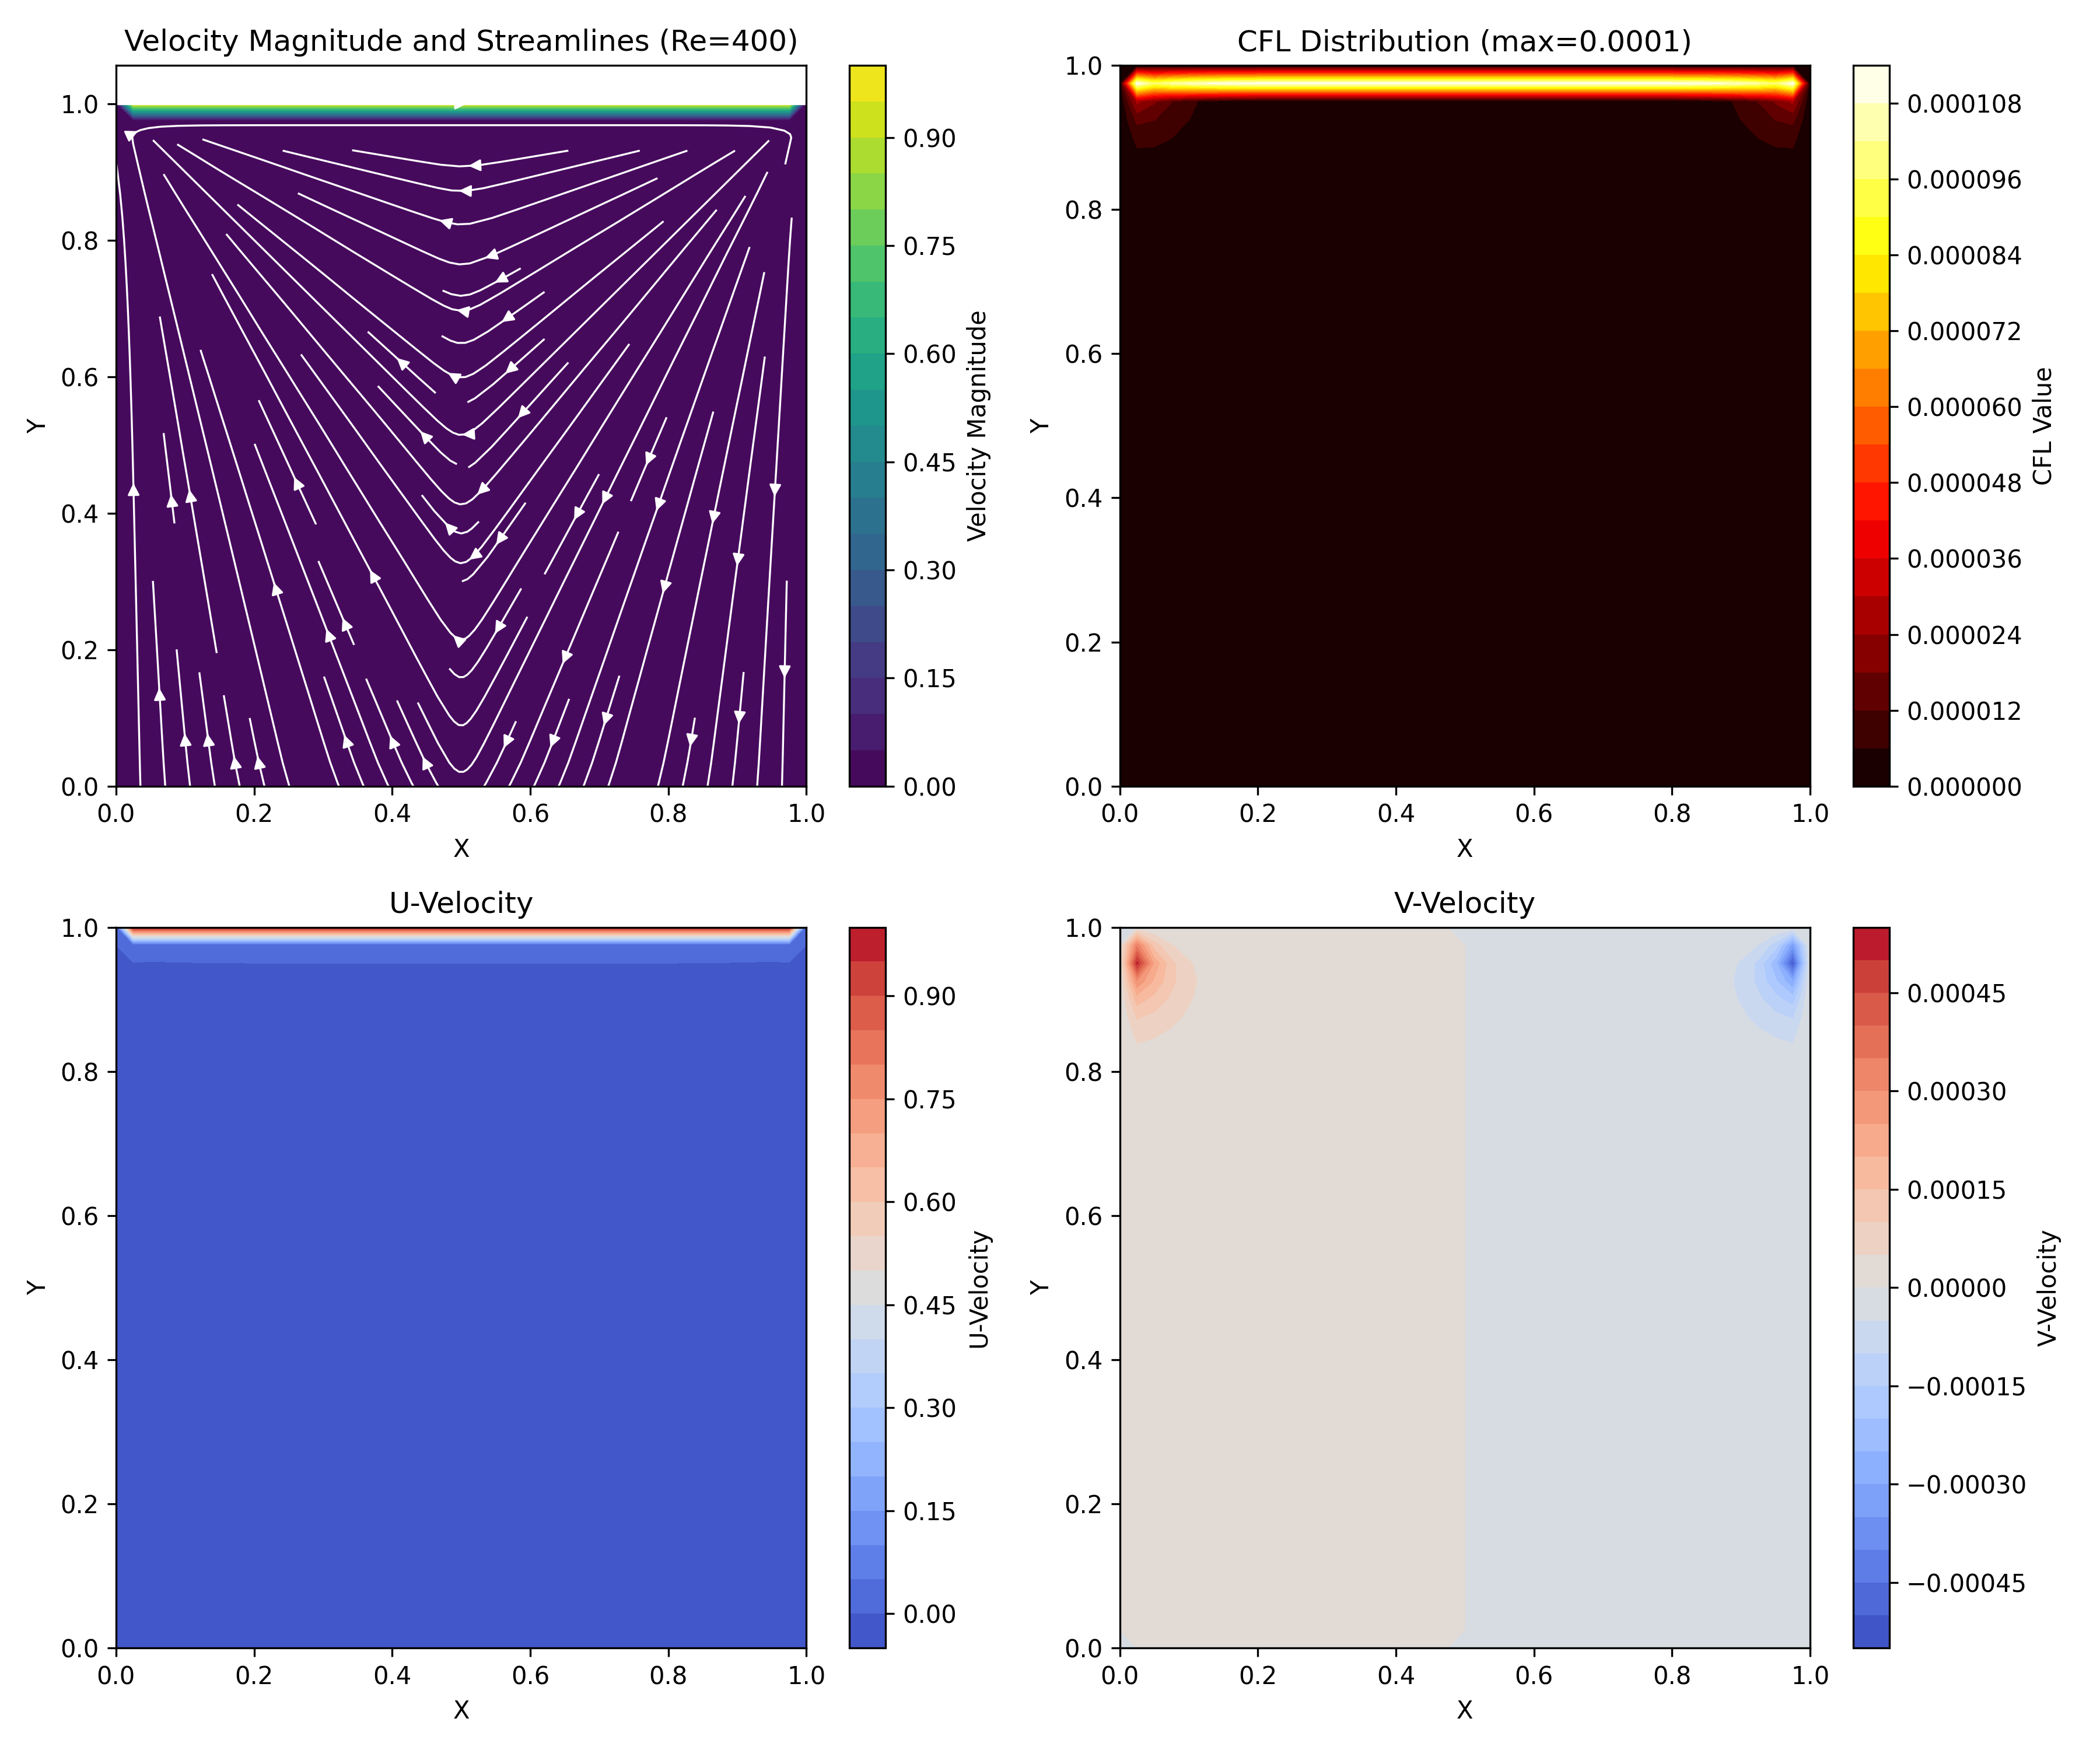 Velocity Magnitude and Streamlines (Re=400)
1.0
0.8
0.6
0.4
0.2
0.0
Y
0.0 0.2 0.4 0.6 0.8 1.0
X
0.90
0.75
0.60
0.45
0.30
0.15
0.00
Velocity Magnitude
CFL Distribution (max=0.0001)
1.0
0.8
0.6
0.4
0.2
0.0
Y
0.0 0.2 0.4 0.6 0.8 1.0
X
0.000108
0.000096
0.000084
0.000072
0.000060
0.000048
0.000036
0.000024
0.000012
0.000000
CFL Value
U-Velocity
1.0
0.8
0.6
0.4
0.2
0.0
Y
0.0 0.2 0.4 0.6 0.8 1.0
X
0.90
0.75
0.60
0.45
0.30
0.15
0.00
U-Velocity
V-Velocity
1.0
0.8
0.6
0.4
0.2
0.0
Y
0.0 0.2 0.4 0.6 0.8 1.0
X
0.00045
0.00030
0.00015
0.00000
−0.00015
−0.00030
−0.00045
V-Velocity